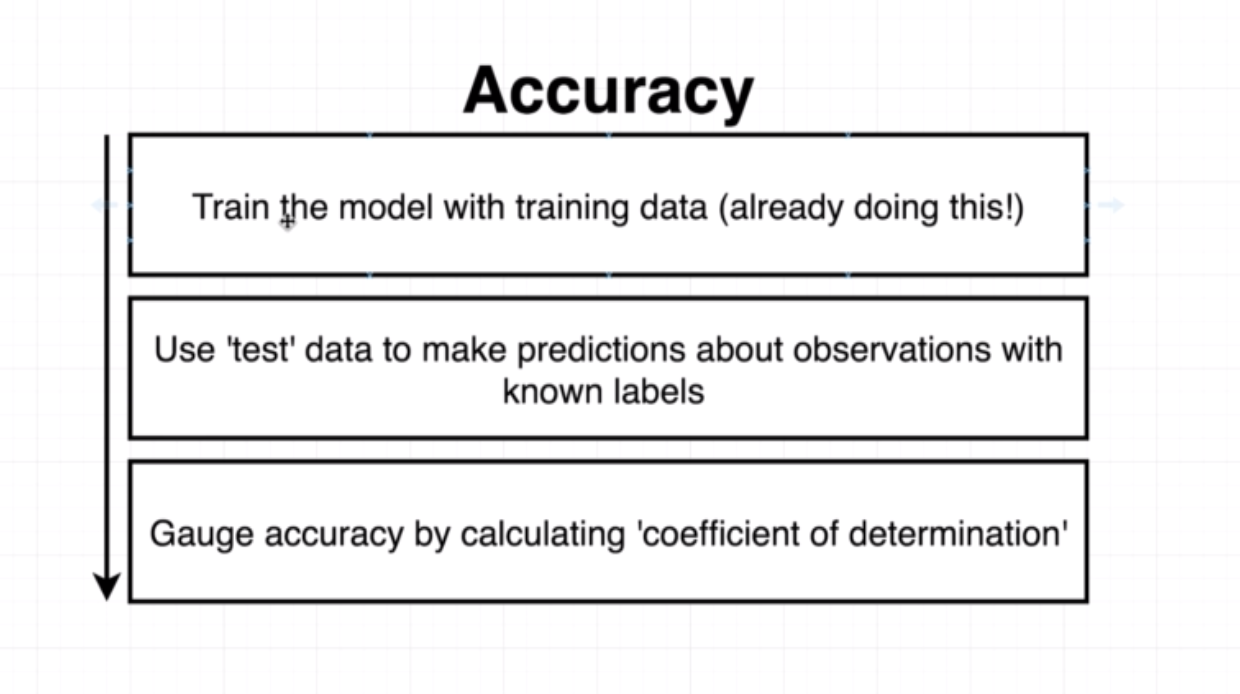 Accuracy
Train the model with training data (already doing this!)
Use 'test' data to make predictions about observations with
known labels
Gauge accuracy by calculating 'coefficient of determination'